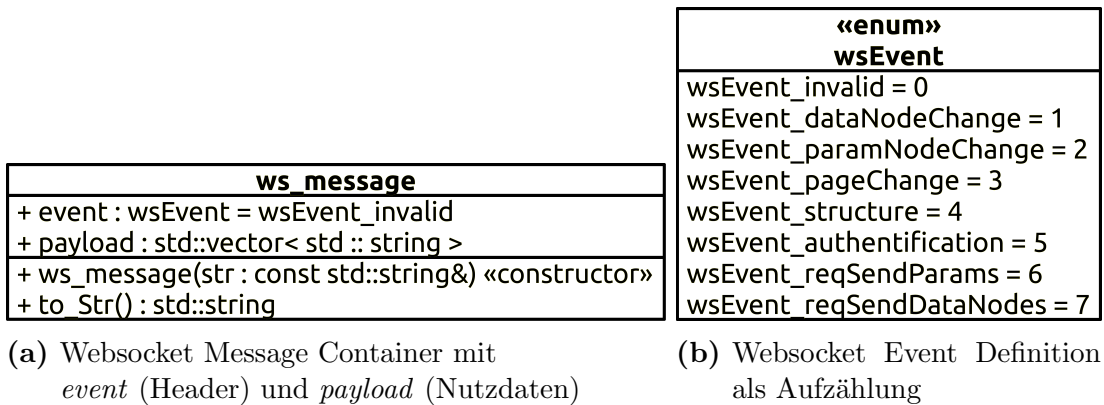 ws_message
+ event : wsEvent = wsEvent_invalid
+ payload : std::vector< std :: string >
+ ws_message(str : const std::string&) «constructor»
+ to_Str() : std::string
(a) Websocket Message Container mit
event (Header) und payload (Nutzdaten)
«enum»
wsEvent
wsEvent_invalid = 0
wsEvent_dataNodeChange = 1
wsEvent_paramNodeChange = 2
wsEvent_pageChange = 3
wsEvent_structure = 4
wsEvent_authentification = 5
wsEvent_reqSendParams = 6
wsEvent_reqSendDataNodes = 7
(b) Websocket Event Definition
als Aufzählung